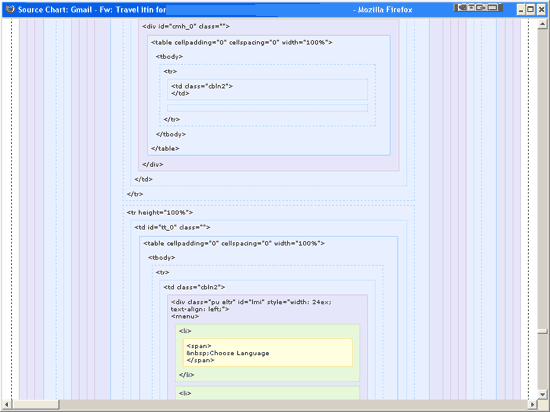 Source Chart: Gmail - Fw: Travel Itin for - Mozilla Firefox
<div id="cmh_0" class="">
<table cellpadding="0" cellspacing="0" width="100%">
<tbody>
<tr>
<td class="cbln2">
</td>
</tr>
</tbody>
</table>
</div>
</td>
</tr>
<tr height="100%">
<td id="tt_0" class="">
<table cellpadding="0" cellspacing="0" width="100%">
<tbody>
<tr>
<td class="cbln2">
<div class="pu eltr" id="lmi" style="width: 24ex;
text-align: left;">
<menu>
<li>
<span>
&nbsp;Choose Language
</span>
</li>
<li>